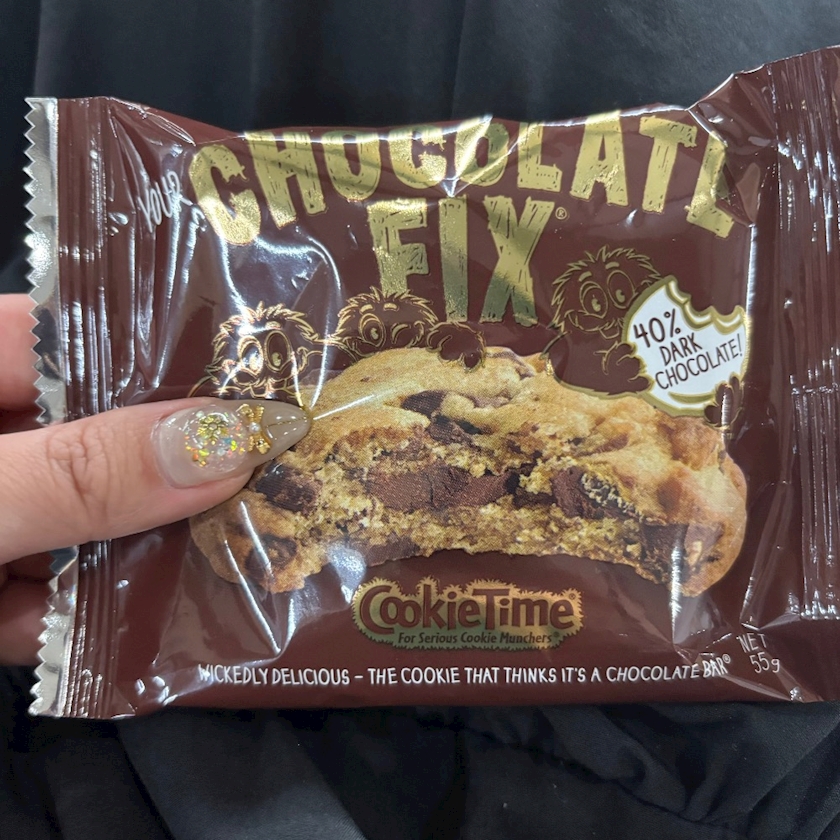 YOUR
CHOCOLATE
FIX®
40%
DARK
CHOCOLATE!
CookieTime®
For Serious Cookie Munchers®
WICKEDLY DELICIOUS – THE COOKIE THAT THINKS IT'S A CHOCOLATE BAR®
NET
55g